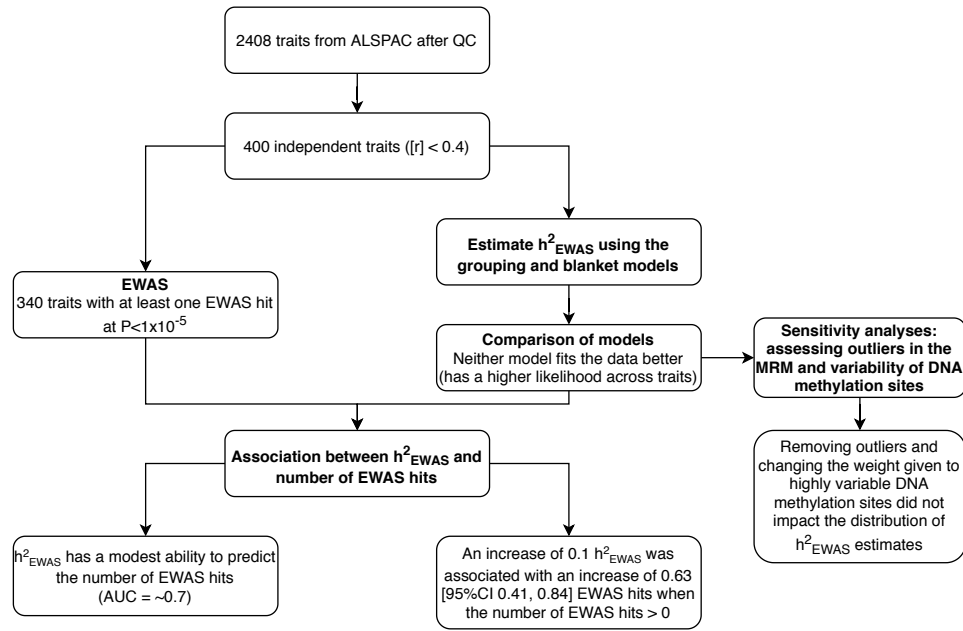 2408 traits from ALSPAC after QC
400 independent traits ([r] < 0.4)
Estimate h²EWAS using the
grouping and blanket models
EWAS
340 traits with at least one EWAS hit
at P<1x10⁻⁵
Comparison of models
Neither model fits the data better
(has a higher likelihood across traits)
Sensitivity analyses:
assessing outliers in the
MRM and variability of DNA
methylation sites
Association between h²EWAS and
number of EWAS hits
Removing outliers and
changing the weight given to
highly variable DNA
methylation sites did not
impact the distribution of
h²EWAS estimates
h²EWAS has a modest ability to predict
the number of EWAS hits
(AUC = ~0.7)
An increase of 0.1 h²EWAS was
associated with an increase of 0.63
[95%CI 0.41, 0.84] EWAS hits when
the number of EWAS hits > 0